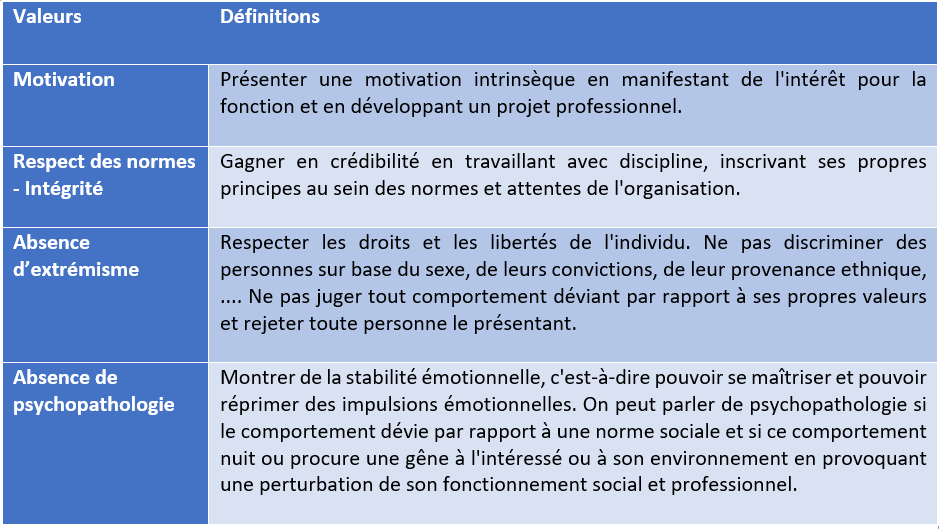 Valeurs
Définitions
Motivation
Présenter une motivation intrinsèque en manifestant de l'intérêt pour la
fonction et en développant un projet professionnel.
Respect des normes
- Intégrité
Gagner en crédibilité en travaillant avec discipline, inscrivant ses propres
principes au sein des normes et attentes de l'organisation.
Absence
d’extrémisme
Respecter les droits et les libertés de l'individu. Ne pas discriminer des
personnes sur base du sexe, de leurs convictions, de leur provenance ethnique,
.... Ne pas juger tout comportement déviant par rapport à ses propres valeurs
et rejeter toute personne le présentant.
Absence de
psychopathologie
Montrer de la stabilité émotionnelle, c'est-à-dire pouvoir se maîtriser et pouvoir
réprimer des impulsions émotionnelles. On peut parler de psychopathologie si
le comportement dévie par rapport à une norme sociale et si ce comportement
nuit ou procure une gêne à l'intéressé ou à son environnement en provoquant
une perturbation de son fonctionnement social et professionnel.